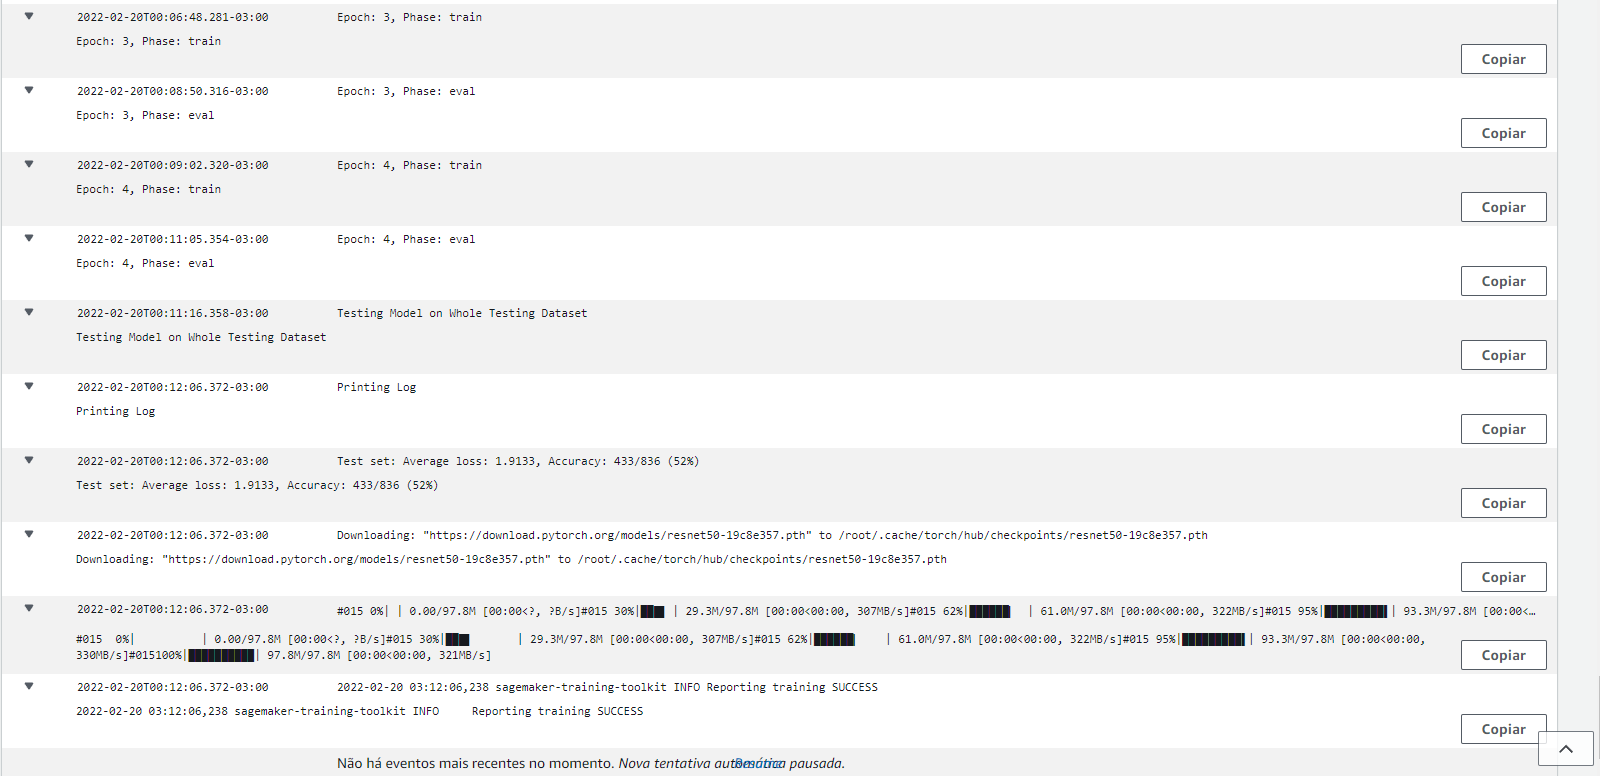 2022-02-20T00:06:48.281-03:00 Epoch: 3, Phase: train
Epoch: 3, Phase: train
Copiar
2022-02-20T00:08:50.316-03:00 Epoch: 3, Phase: eval
Epoch: 3, Phase: eval
Copiar
2022-02-20T00:09:02.320-03:00 Epoch: 4, Phase: train
Epoch: 4, Phase: train
Copiar
2022-02-20T00:11:05.354-03:00 Epoch: 4, Phase: eval
Epoch: 4, Phase: eval
Copiar
2022-02-20T00:11:16.358-03:00 Testing Model on Whole Testing Dataset
Testing Model on Whole Testing Dataset
Copiar
2022-02-20T00:12:06.372-03:00 Printing Log
Printing Log
Copiar
2022-02-20T00:12:06.372-03:00 Test set: Average loss: 1.9133, Accuracy: 433/836 (52%)
Test set: Average loss: 1.9133, Accuracy: 433/836 (52%)
Copiar
2022-02-20T00:12:06.372-03:00 Downloading: "https://download.pytorch.org/models/resnet50-19c8e357.pth" to /root/.cache/torch/hub/checkpoints/resnet50-19c8e357.pth
Downloading: "https://download.pytorch.org/models/resnet50-19c8e357.pth" to /root/.cache/torch/hub/checkpoints/resnet50-19c8e357.pth
Copiar
2022-02-20T00:12:06.372-03:00 #015 0%| | 0.00/97.8M [00:00<?, ?B/s]#015 30%|███ | 29.3M/97.8M [00:00<00:00, 307MB/s]#015 62%|██████▏ | 61.0M/97.8M [00:00<00:00, 322MB/s]#015 95%|█████████▌| 93.3M/97.8M [00:00<…
#015 0%| | 0.00/97.8M [00:00<?, ?B/s]#015 30%|███ | 29.3M/97.8M [00:00<00:00, 307MB/s]#015 62%|██████▏ | 61.0M/97.8M [00:00<00:00, 322MB/s]#015 95%|█████████▌| 93.3M/97.8M [00:00<00:00,
330MB/s]#015100%|██████████| 97.8M/97.8M [00:00<00:00, 321MB/s]
Copiar
2022-02-20T00:12:06.372-03:00 2022-02-20 03:12:06,238 sagemaker-training-toolkit INFO Reporting training SUCCESS
2022-02-20 03:12:06,238 sagemaker-training-toolkit INFO Reporting training SUCCESS
Copiar
Não há eventos mais recentes no momento. Nova tentativa automática pausada.